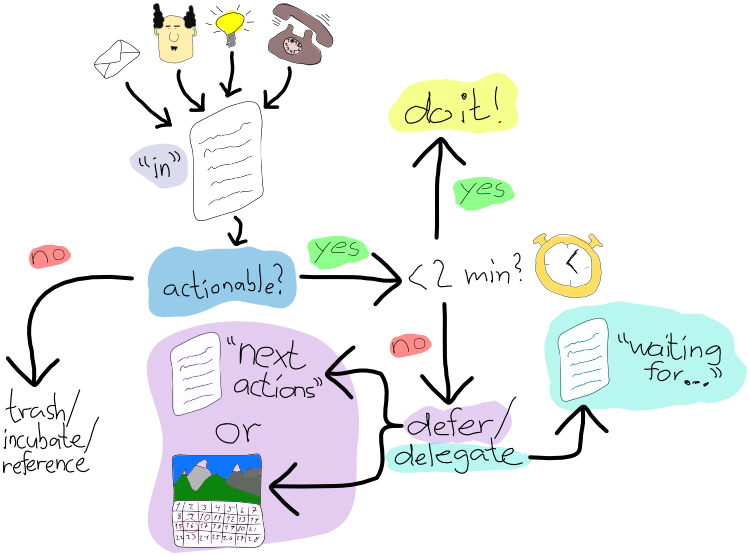 do it!
"in"
yes
no
yes
actionable?
< 2 min?
no
"next
actions"
"waiting
for..."
trash/
incubate/
reference
or
defer/
delegate
1 2 3 4 5 6 7
8 9 10 11 12 13 14
15 16 17 18 19 20 21
22 23 24 25 26 27 28